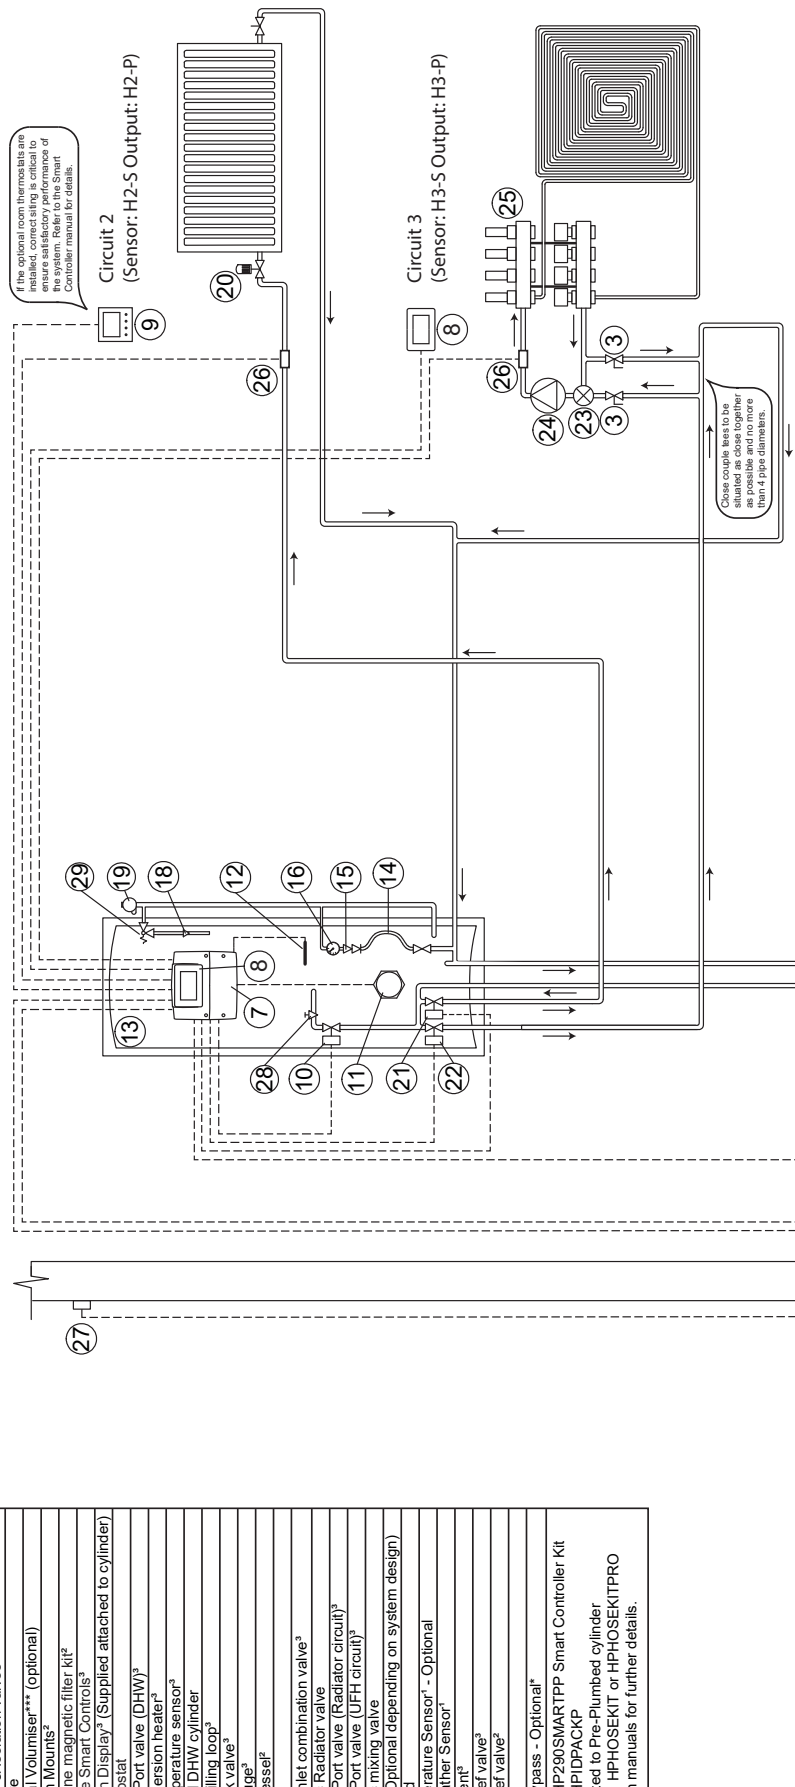 l Volumiser*** (optional)
n Mounts²
ne magnetic filter kit²
e Smart Controls³
n Display³ (Supplied attached to cylinder)
ostat
Port valve (DHW)³
ersion heater³
perature sensor³
DHW cylinder
illing loop³
k valve³
uge³
essel²
nlet combination valve³
Radiator valve
Port valve (Radiator circuit)³
Port valve (UFH circuit)³
mixing valve
Optional depending on system design)
d
rature Sensor¹ - Optional
ther Sensor¹
ent³
ef valve³
ef valve²
pass - Optional*
IP290SMARTPP Smart Controller Kit
IPIDPACKP
ed to Pre-Plumbed cylinder
HPHOSEKIT or HPHOSEKITPRO
n manuals for further details.
27
13
7
8
28
10
11
21
22
29
19
18
12
16
15
14
If the optional room thermostats are
installed, correct siting is critical to
ensure satisfactory performance of
the system. Refer to the Smart
Controller manual for details.
9
Circuit 2
(Sensor: H2-S Output: H2-P)
20
26
Circuit 3
(Sensor: H3-S Output: H3-P)
8
25
26
24
23
3
3
Close couple tees to be
situated as close together
as possible and no more
than 4 pipe diameters.